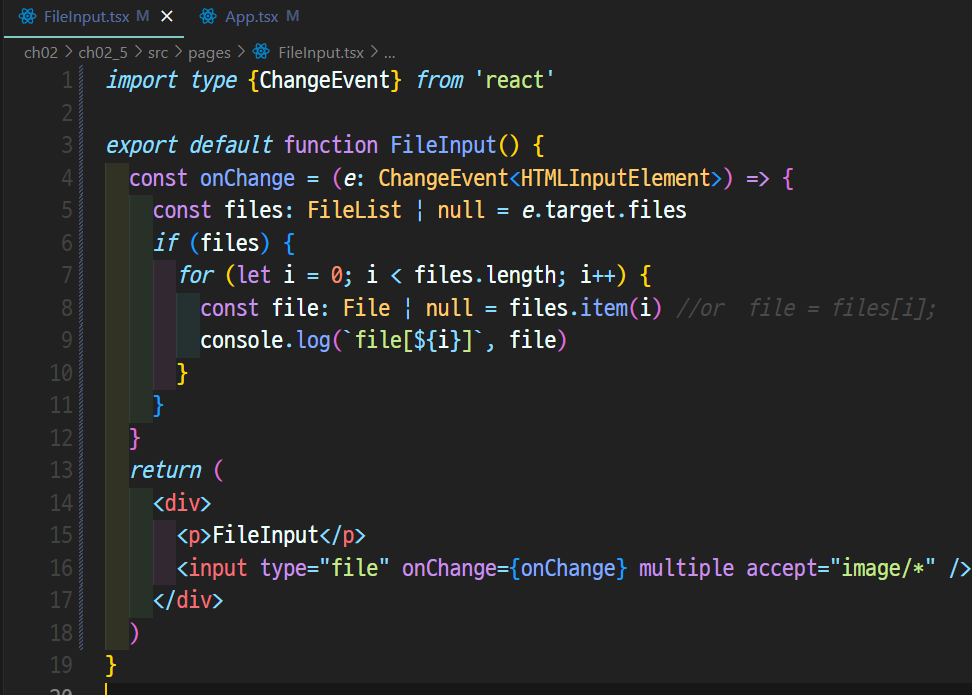 FileInput.tsx M × App.tsx M
ch02 > ch02_5 > src > pages > FileInput.tsx > ...
1 import type {ChangeEvent} from 'react'
2
3 export default function FileInput() {
4 const onChange = (e: ChangeEvent<HTMLInputElement>) => {
5 const files: FileList | null = e.target.files
6 if (files) {
7 for (let i = 0; i < files.length; i++) {
8 const file: File | null = files.item(i) //or file = files[i];
9 console.log(`file[${i}]`, file)
10 }
11 }
12 }
13 return (
14 <div>
15 <p>FileInput</p>
16 <input type="file" onChange={onChange} multiple accept="image/*" />
17 </div>
18 )
19 }
20